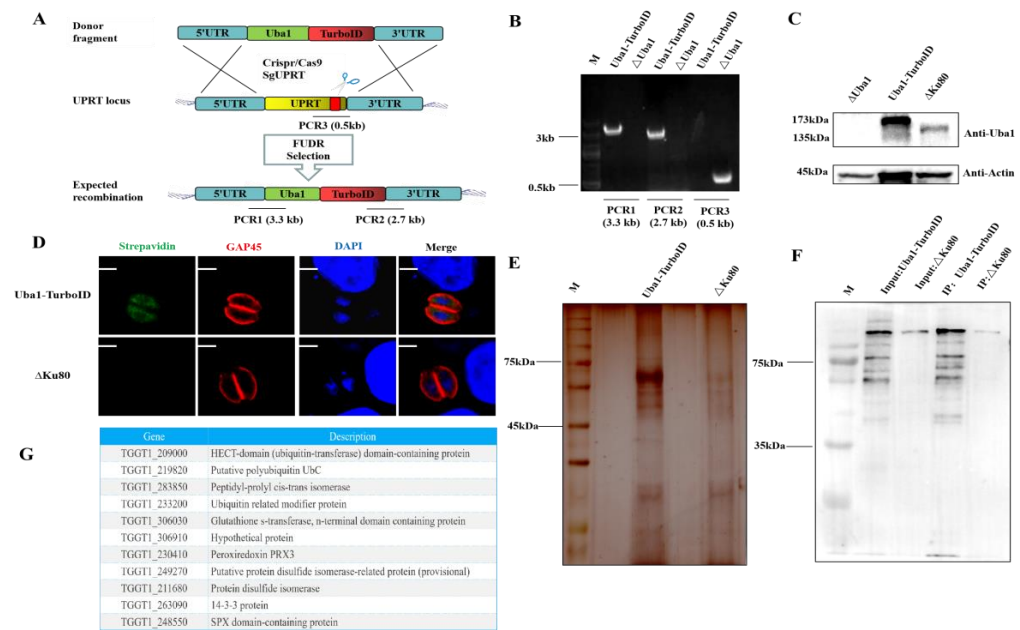 A
Donor
fragment
5'UTR Uba1 TurboID 3'UTR
Crispr/Cas9
SgUPRT
UPRT locus
5'UTR UPRT 3'UTR
PCR3 (0.5kb)
FUDR
Selection
Expected
recombination
5'UTR Uba1 TurboID 3'UTR
PCR1 (3.3 kb) PCR2 (2.7 kb)
B
M Uba1-TurboID △Uba1 Uba1-TurboID △Uba1 Uba1-TurboID △Uba1
3kb
0.5kb
PCR1 PCR2 PCR3
(3.3 kb) (2.7 kb) (0.5 kb)
C
ΔUba1 Uba1-TurboID ΔKu80
173kDa
135kDa
Anti-Uba1
45kDa
Anti-Actin
D
Strepavidin GAP45 DAPI Merge
Uba1-TurboID
ΔKu80
E
M Uba1-TurboID △Ku80
75kDa
45kDa
F
M Input:Uba1-TurboID Input:△Ku80 IP: Uba1-TurboID IP:△Ku80
75kDa
35kDa
G
Gene Description
TGGT1_209000 HECT-domain (ubiquitin-transferase) domain-containing protein
TGGT1_219820 Putative polyubiquitin UbC
TGGT1_283850 Peptidyl-prolyl cis-trans isomerase
TGGT1_233200 Ubiquitin related modifier protein
TGGT1_306030 Glutathione s-transferase, n-terminal domain containing protein
TGGT1_306910 Hypothetical protein
TGGT1_230410 Peroxiredoxin PRX3
TGGT1_249270 Putative protein disulfide isomerase-related protein (provisional)
TGGT1_211680 Protein disulfide isomerase
TGGT1_263090 14-3-3 protein
TGGT1_248550 SPX domain-containing protein